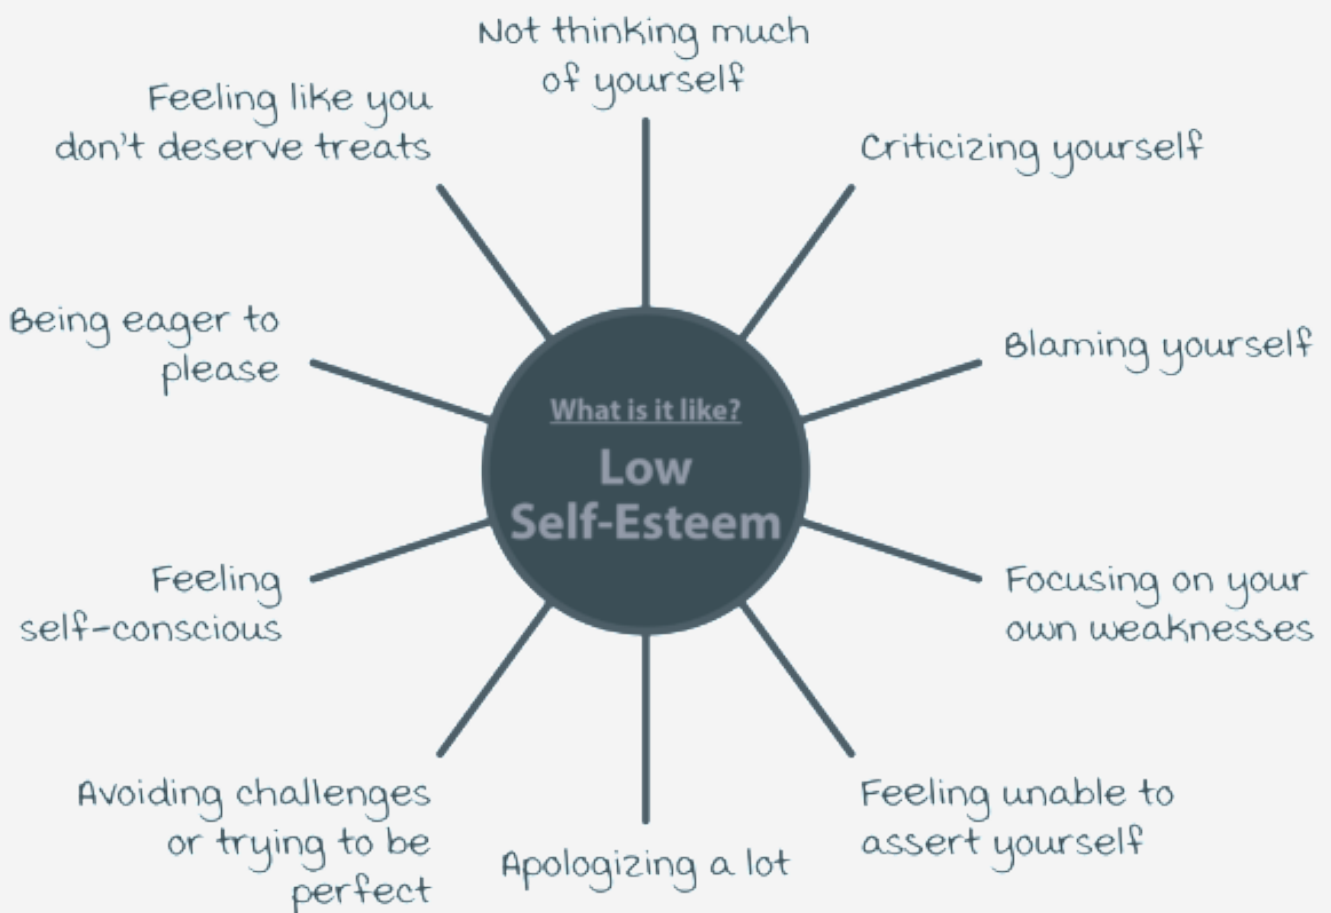 Not thinking much
of yourself
Criticizing yourself
Blaming yourself
Focusing on your
own weaknesses
Feeling unable to
assert yourself
Apologizing a lot
Avoiding challenges
or trying to be
perfect
Feeling
self-conscious
Being eager to
please
Feeling like you
don't deserve treats
What is it like?
Low
Self-Esteem